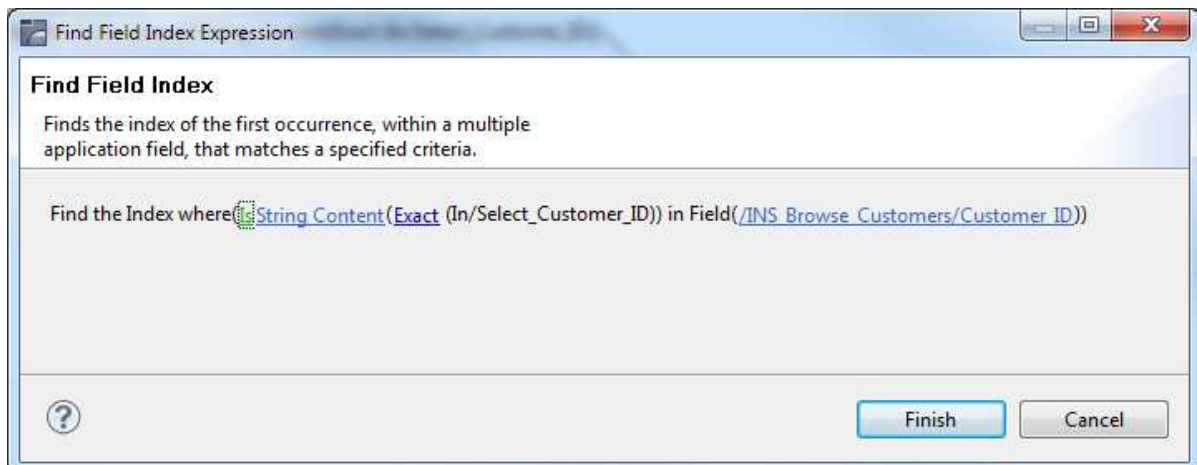 Find Field Index Expression
Find Field Index
Finds the index of the first occurrence, within a multiple
application field, that matches a specified criteria.
Find the Index where(Is String Content(Exact (In/Select_Customer_ID)) in Field(/INS Browse Customers/Customer ID))
?
Finish Cancel